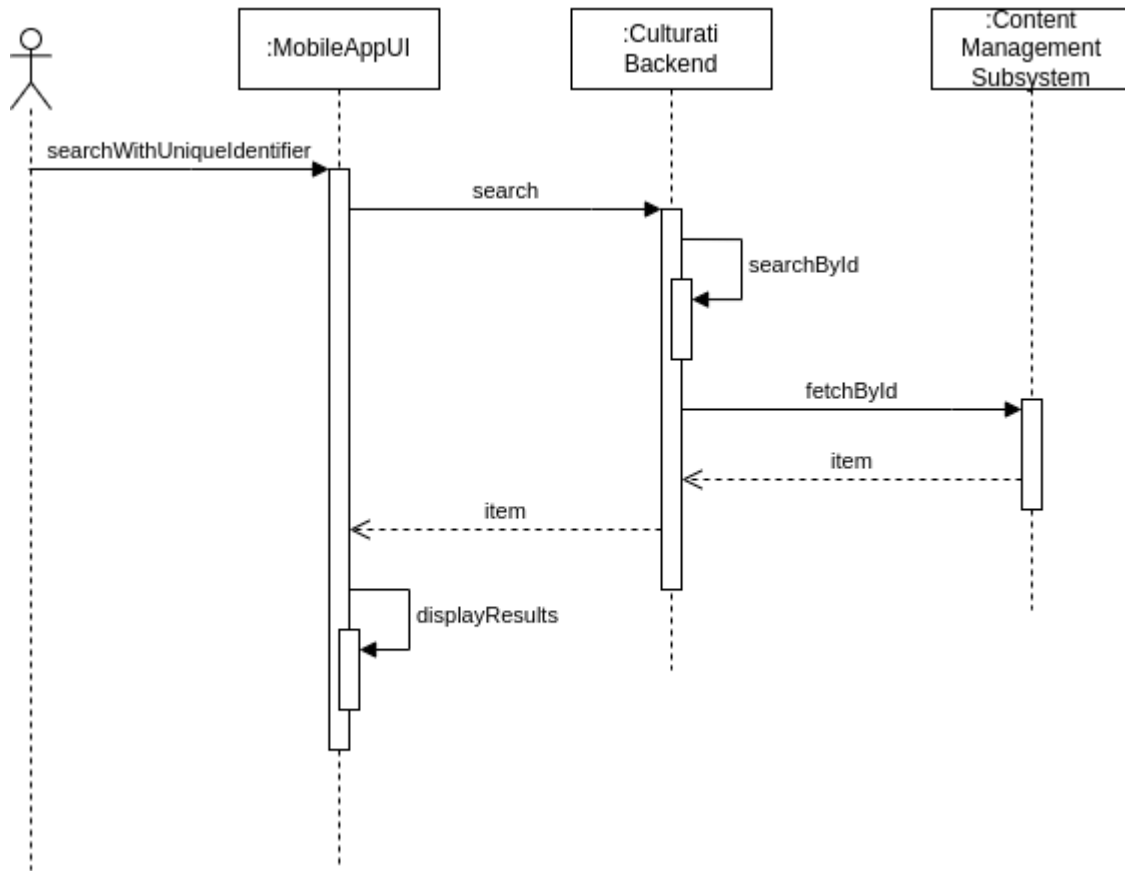 :MobileAppUI
:Culturati
Backend
:Content
Management
Subsystem
searchWithUniqueIdentifier
search
searchById
fetchById
item
item
displayResults